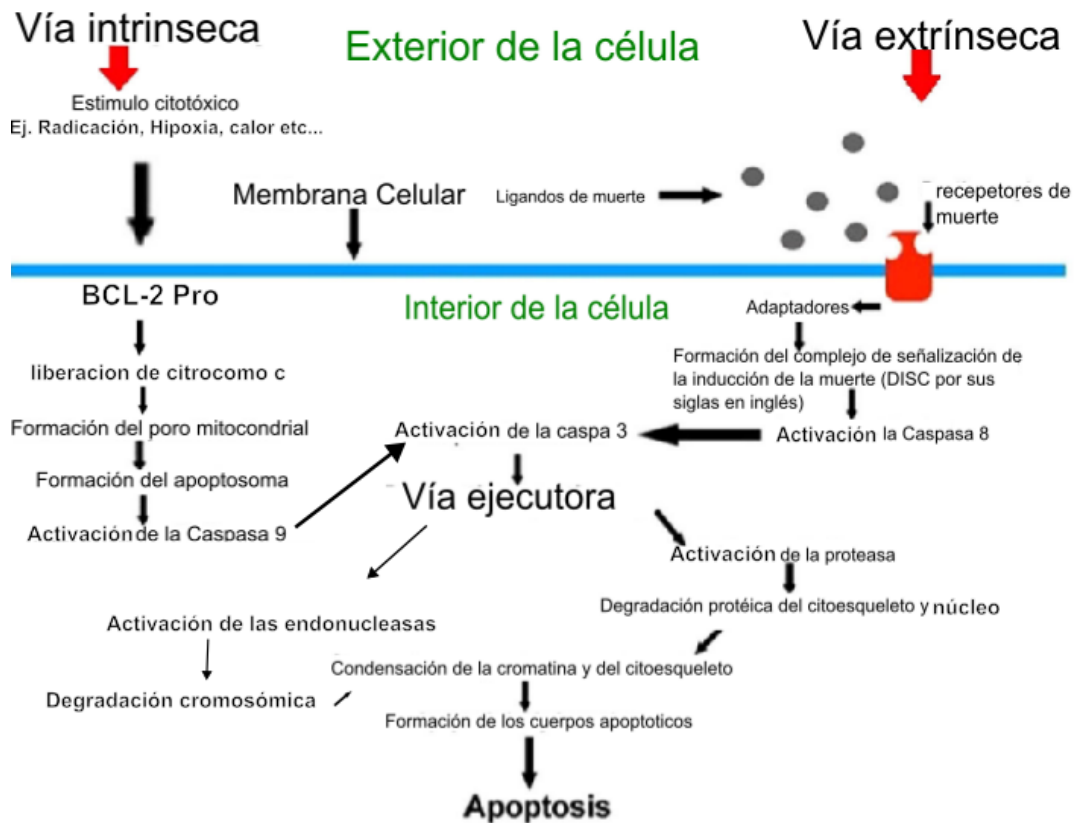 Vía intrinseca
Exterior de la célula
Vía extrínseca
Estimulo citotóxico
Ej. Radicación, Hipoxia, calor etc...
Membrana Celular
Ligandos de muerte
recepetores de
muerte
BCL-2 Pro
Interior de la célula
Adaptadores
liberacion de citrocomo c
Formación del complejo de señalización de
la inducción de la muerte (DISC por sus
siglas en inglés)
Formación del poro mitocondrial
Activación de la caspa 3
Activación la Caspasa 8
Formación del apoptosoma
Vía ejecutora
Activación de la Caspasa 9
Activación de la proteasa
Degradación protéica del citoesqueleto y núcleo
Activación de las endonucleasas
Condensación de la cromatina y del citoesqueleto
Degradación cromosómica
Formación de los cuerpos apoptoticos
Apoptosis